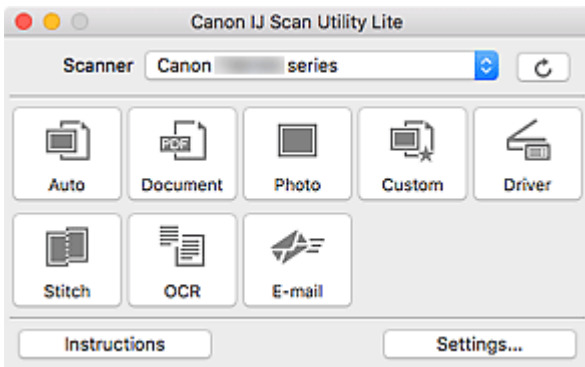 Canon IJ Scan Utility Lite
Scanner Canon series
Auto Document Photo Custom Driver
PDF
Stitch OCR E-mail
Instructions Settings...